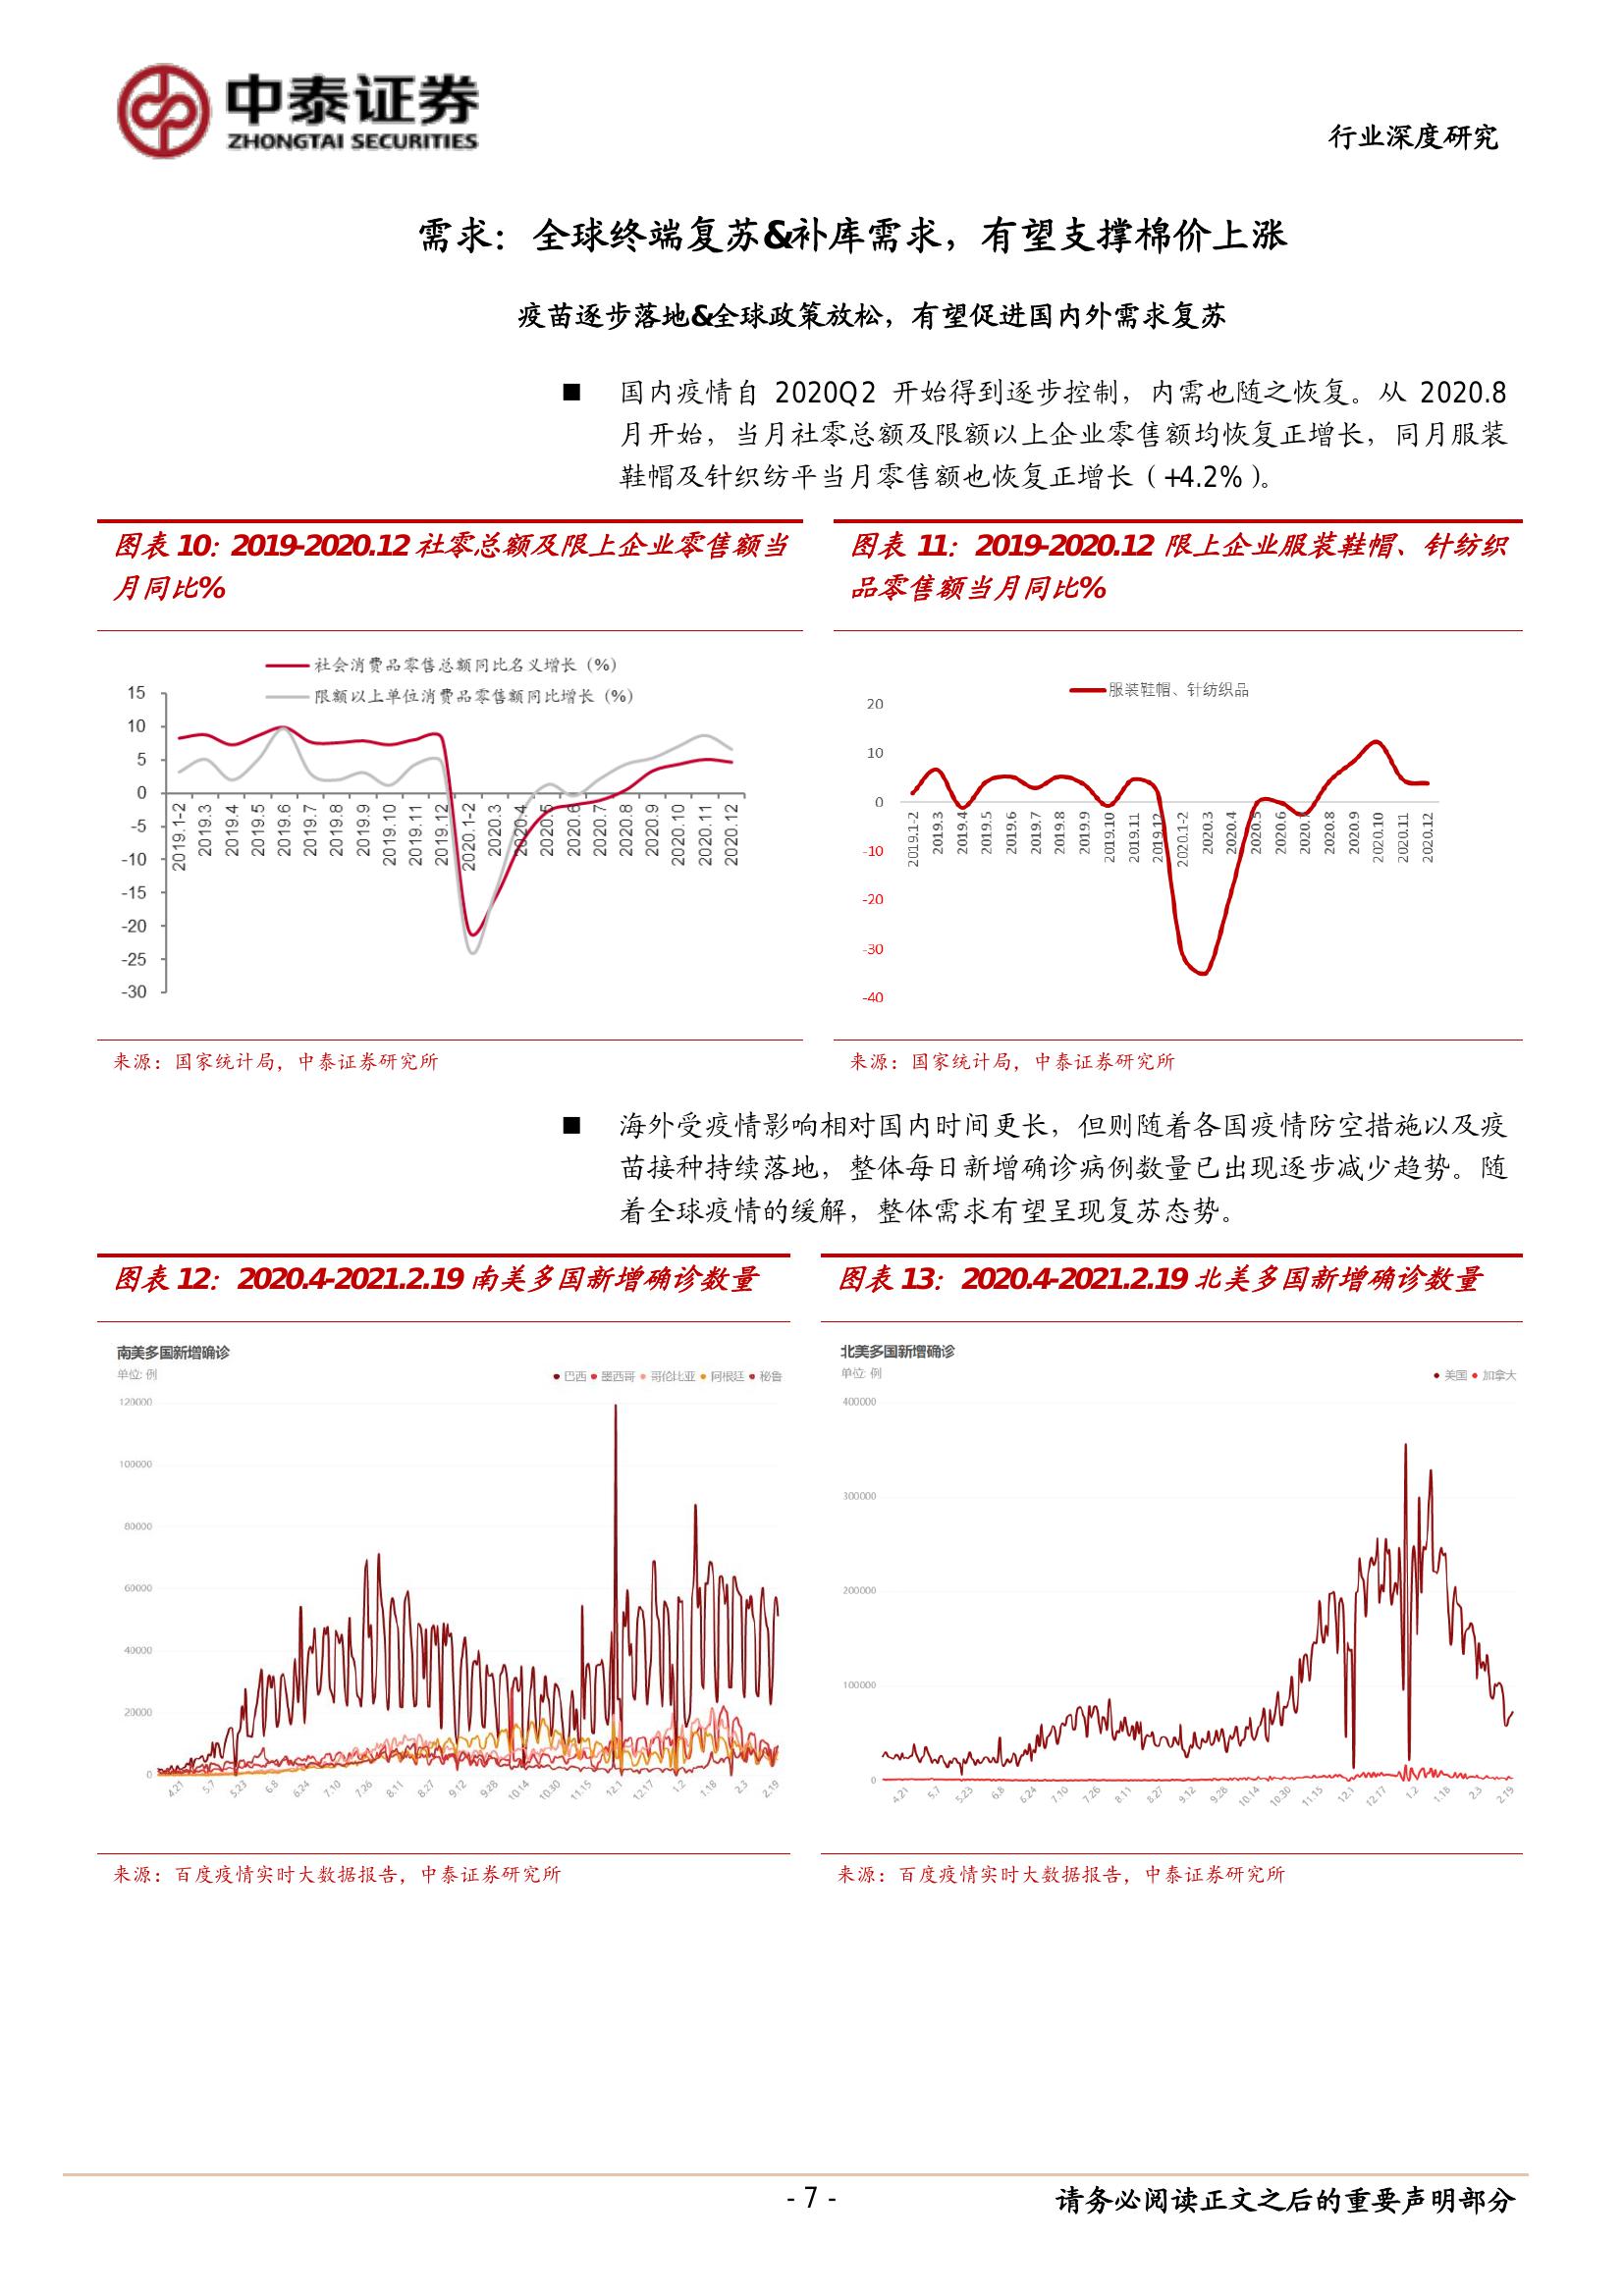 中泰证券
ZHONGTAI SECURITIES
行业深度研究
需求：全球终端复苏&补库需求，有望支撑棉价上涨
疫苗逐步落地&全球政策放松，有望促进国内外需求复苏
■ 国内疫情自 2020Q2 开始得到逐步控制，内需也随之恢复。从 2020.8
月开始，当月社零总额及限额以上企业零售额均恢复正增长，同月服装
鞋帽及针织纺平当月零售额也恢复正增长（+4.2%）。
图表 10：2019-2020.12 社零总额及限上企业零售额当
月同比%
社会消费品零售总额同比名义增长（%）
限额以上单位消费品零售额同比增长（%）
15
10
5
0
-5
-10
-15
-20
-25
-30
2019.1-2
2019.3
2019.4
2019.5
2019.6
2019.7
2019.8
2019.9
2019.10
2019.11
2019.12
2020.1-2
2020.3
2020.4
2020.5
2020.6
2020.7
2020.8
2020.9
2020.10
2020.11
2020.12
来源：国家统计局，中泰证券研究所
图表 11：2019-2020.12 限上企业服装鞋帽、针纺织
品零售额当月同比%
服装鞋帽、针纺织品
20
10
0
-10
-20
-30
-40
2019.1-2
2019.3
2019.4
2019.5
2019.6
2019.7
2019.8
2019.9
2019.10
2019.11
2019.12
2020.1-2
2020.3
2020.4
2020.5
2020.6
2020.7
2020.8
2020.9
2020.10
2020.11
2020.12
来源：国家统计局，中泰证券研究所
■ 海外受疫情影响相对国内时间更长，但则随着各国疫情防空措施以及疫
苗接种持续落地，整体每日新增确诊病例数量已出现逐步减少趋势。随
着全球疫情的缓解，整体需求有望呈现复苏态势。
图表 12：2020.4-2021.2.19 南美多国新增确诊数量
南美多国新增确诊
单位: 例
巴西 墨西哥 哥伦比亚 阿根廷 秘鲁
120000
100000
80000
60000
40000
20000
0
4.21 5.7 5.23 6.8 6.24 7.10 7.26 8.11 8.27 9.12 9.28 10.14 10.30 11.15 12.1 12.17 1.2 1.18 2.3 2.19
来源：百度疫情实时大数据报告，中泰证券研究所
图表 13：2020.4-2021.2.19 北美多国新增确诊数量
北美多国新增确诊
单位: 例
美国 加拿大
400000
300000
200000
100000
0
4.21 5.7 5.23 6.8 6.24 7.10 7.26 8.11 8.27 9.12 9.28 10.14 10.30 11.15 12.1 12.17 1.2 1.18 2.3 2.19
来源：百度疫情实时大数据报告，中泰证券研究所
- 7 -
请务必阅读正文之后的重要声明部分